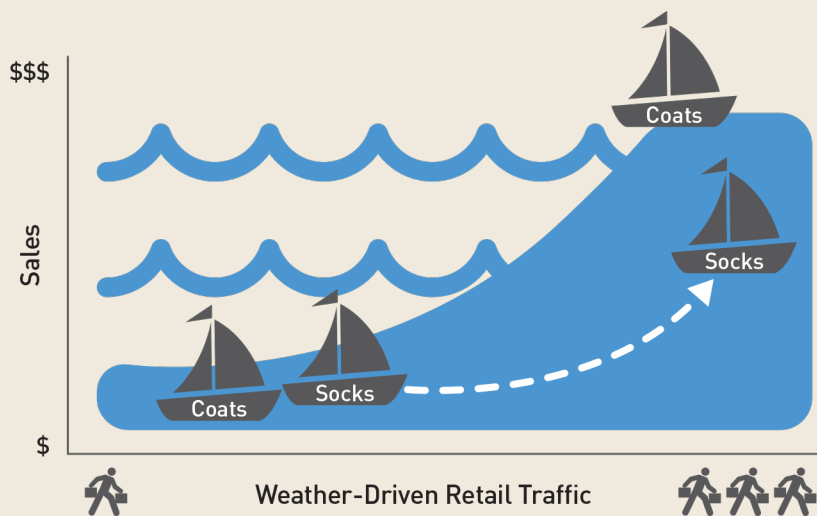 $$$
Coats
Socks
Sales
Coats
Socks
$
Weather-Driven Retail Traffic